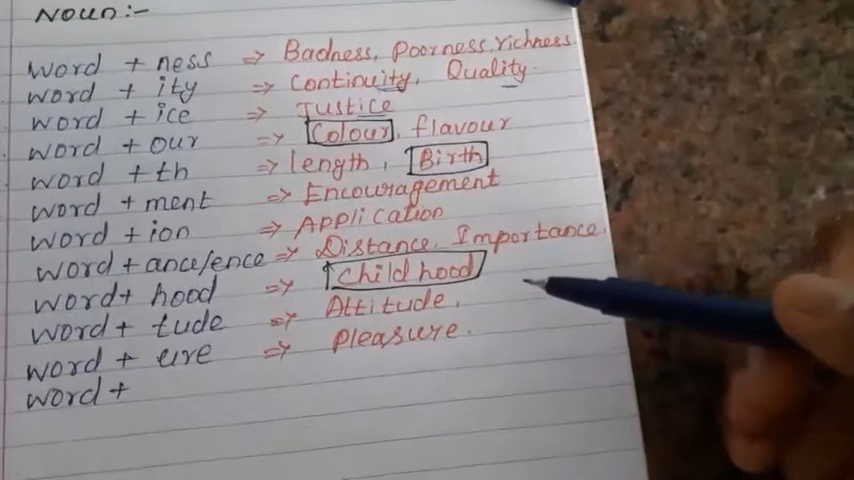 Noun:-
word + ness => Badness, Poorness, richness.
word + ity => Continuity, Quality.
word + ice => Justice
word + our => Colour, flavour
word + th => length, Birth
word + ment => Encouragement
word + ion => Application
word + ance/ence => Distance, Importance.
word + hood => Childhood
word + tude => Attitude,
word + ure => Pleasure.
word +